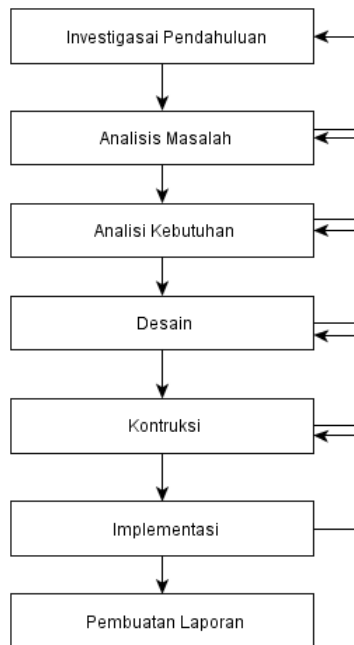 Investigasai Pendahuluan
Analisis Masalah
Analisi Kebutuhan
Desain
Kontruksi
Implementasi
Pembuatan Laporan